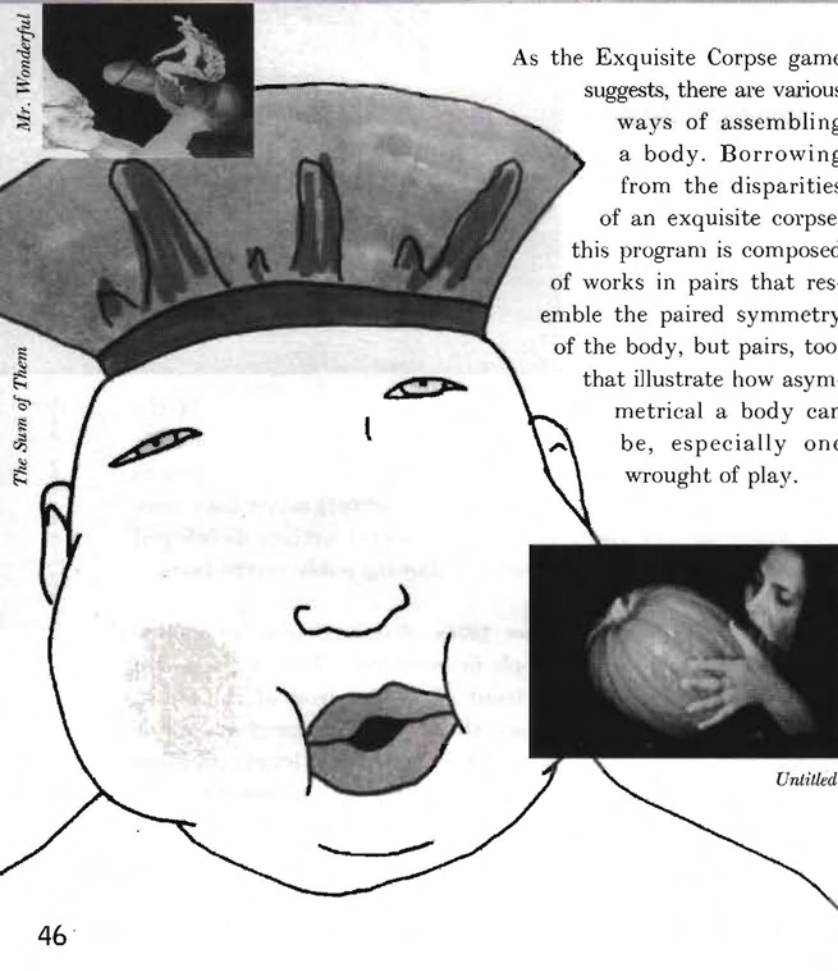 Mr. Wonderful
As the Exquisite Corpse game
suggests, there are various
ways of assembling
a body. Borrowing
from the disparities
of an exquisite corpse
this program is composed
of works in pairs that res-
emble the paired symmetry
of the body, but pairs, too
that illustrate how asym-
metrical a body can
be, especially one
wrought of play.
The Sum of Them
Untitled
46